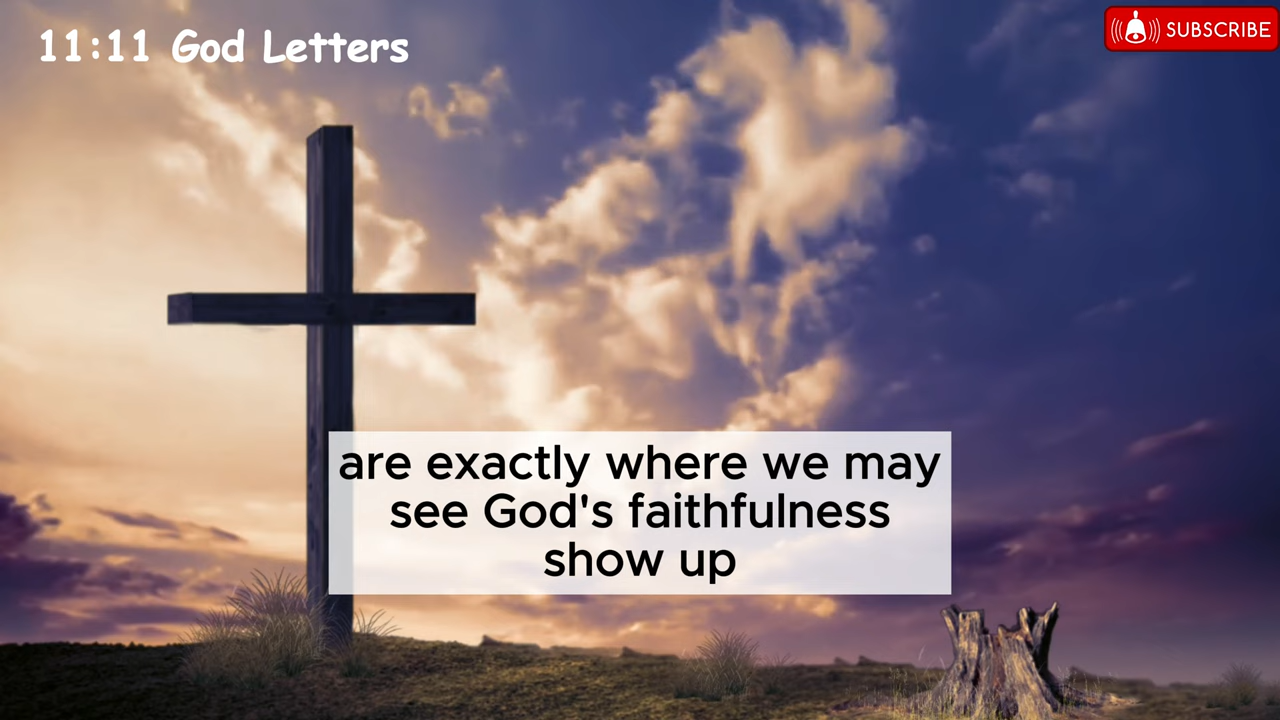 11:11 God Letters
SUBSCRIBE
are exactly where we may
see God's faithfulness
show up